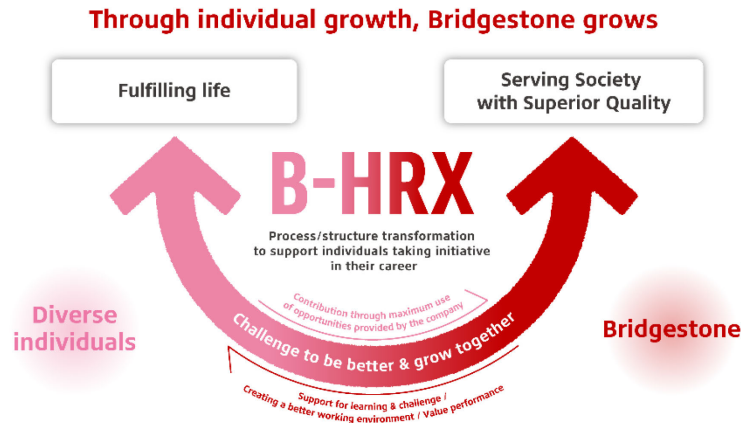 Through individual growth, Bridgestone grows
Fulfilling life
Serving Society
with Superior Quality
B-HRX
Process/structure transformation
to support individuals taking initiative
in their career
Diverse
individuals
Contribution through maximum use
of opportunities provided by the company
Challenge to be better & grow together
Bridgestone
Support for learning & challenge /
Creating a better working environment / Value performance